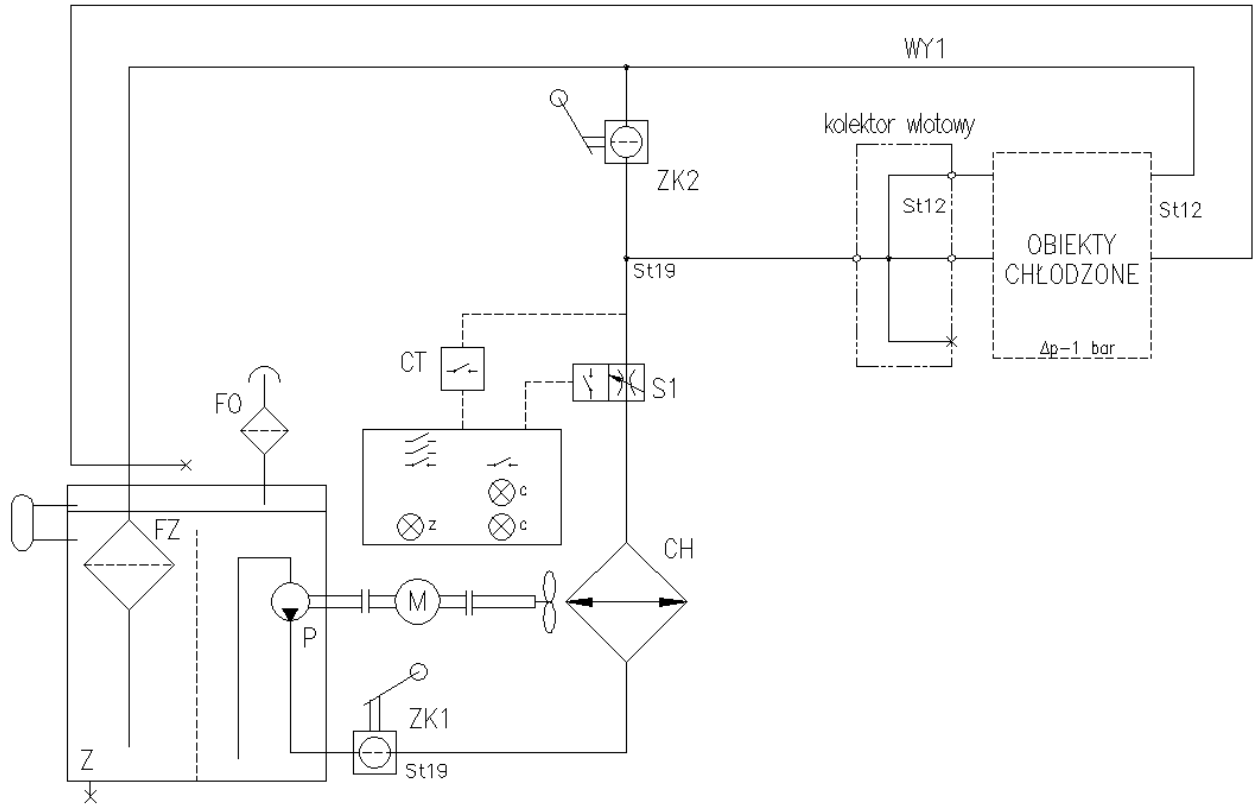 WY1
kolektor wlotowy
ZK2
St12
St12
OBIEKTY
CHŁODZONE
St19
Δp-1 bar
CT
S1
FO
c
z
c
FZ
CH
M
P
ZK1
Z
St19